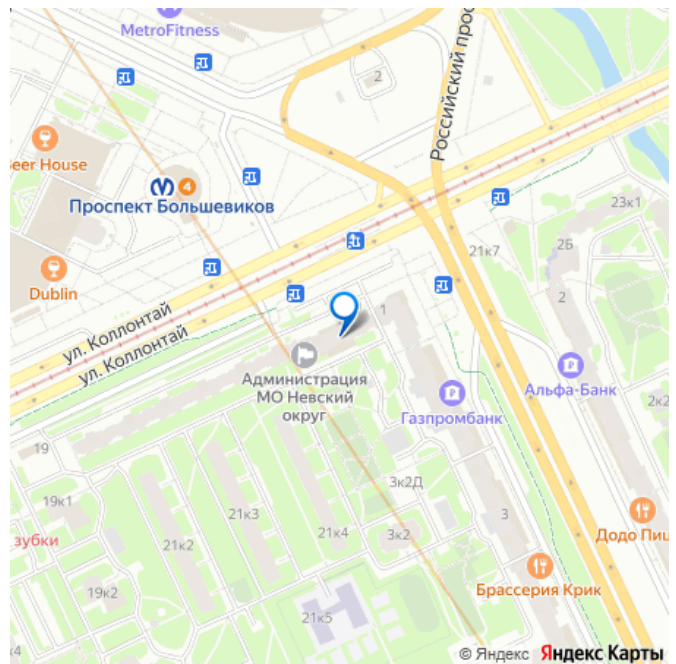 MetroFitness
2
Российский прос
Beer House
4
Проспект Большевиков
23к1
21к7
2Б
2
Dublin
1
ул. Коллонтай
ул. Коллонтай
Администрация
МО Невский
округ
Газпромбанк
Альфа-Банк
2к2
19
3к2Д
19к1
21к3
3
зубки
21к2
21к4
3к2
Додо Пиц
19к2
Брассерия Крик
21к5
© Яндекс Яндекс Карты